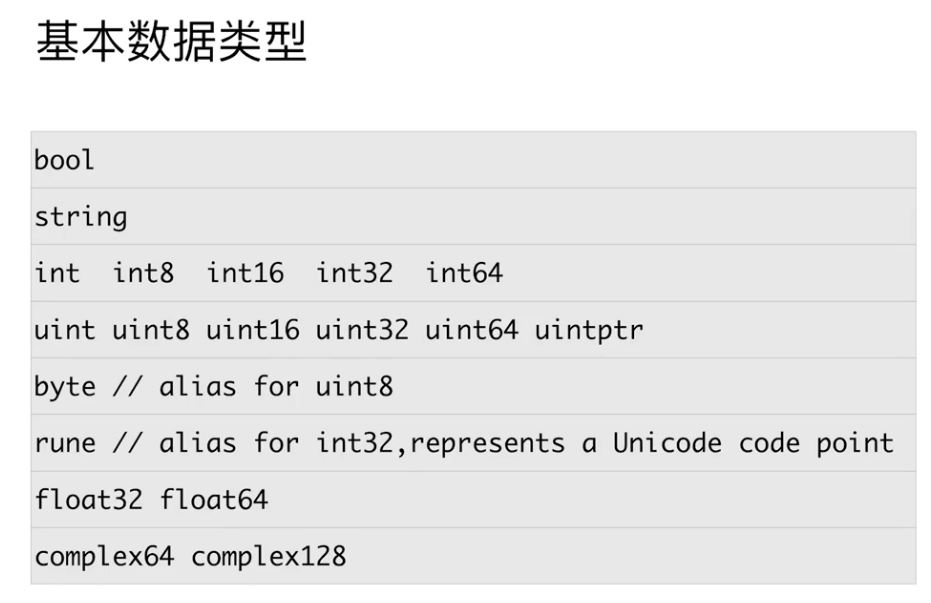 基本数据类型
bool
string
int  int8  int16  int32  int64
uint uint8 uint16 uint32 uint64 uintptr
byte // alias for uint8
rune // alias for int32,represents a Unicode code point
float32 float64
complex64 complex128